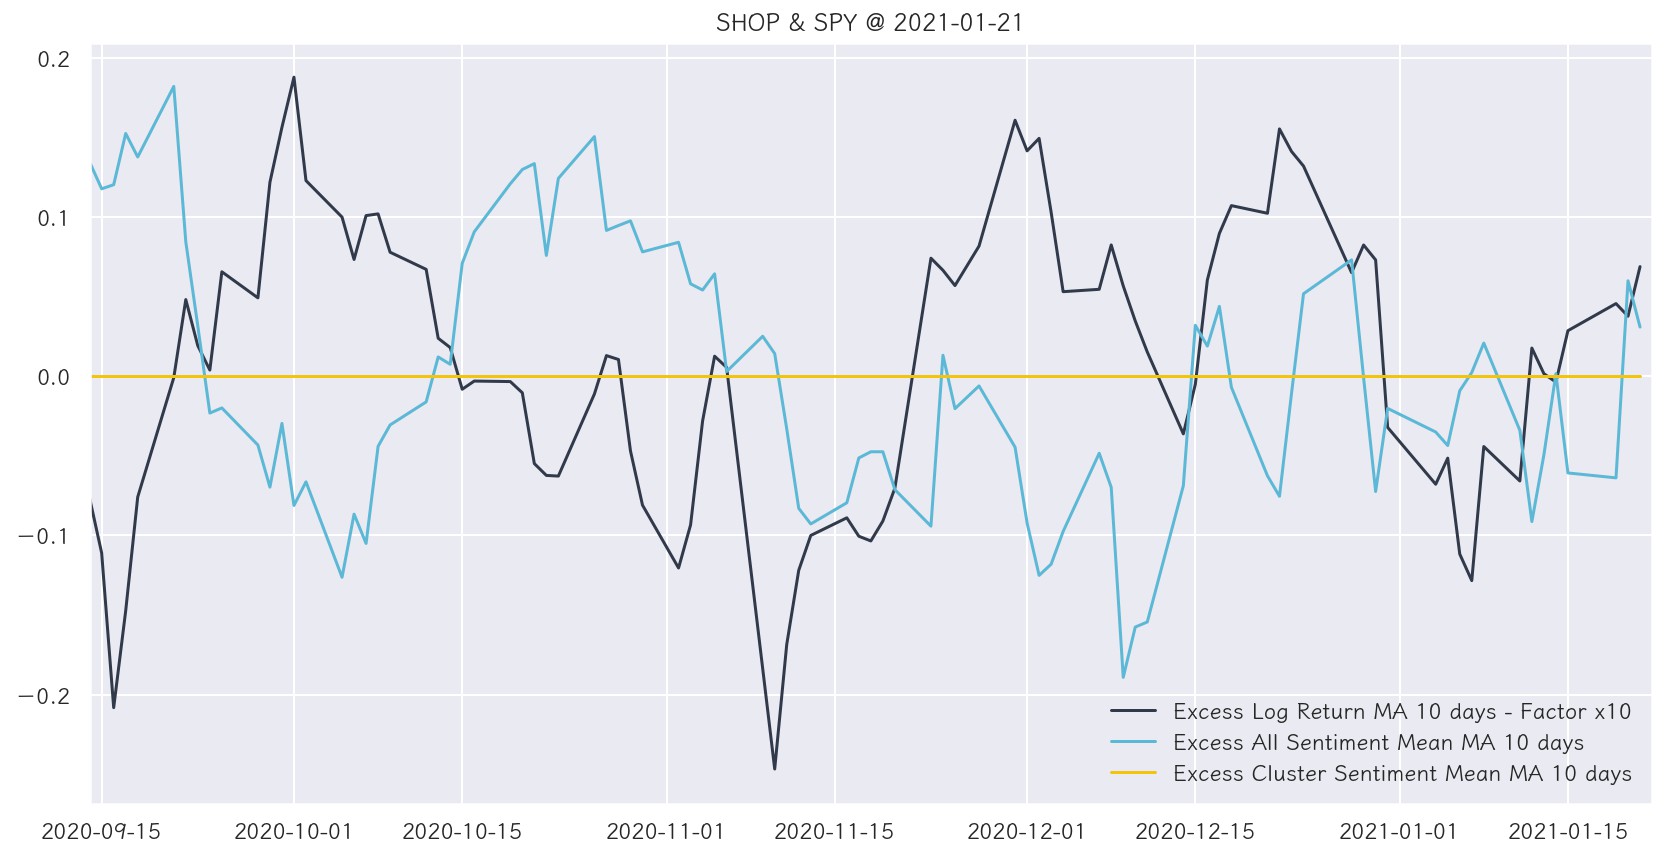 SHOP & SPY @ 2021-01-21
0.2
0.1
0.0
−0.1
−0.2
Excess Log Return MA 10 days - Factor x10
Excess All Sentiment Mean MA 10 days
Excess Cluster Sentiment Mean MA 10 days
2020-09-15 2020-10-01 2020-10-15 2020-11-01 2020-11-15 2020-12-01 2020-12-15 2021-01-01 2021-01-15